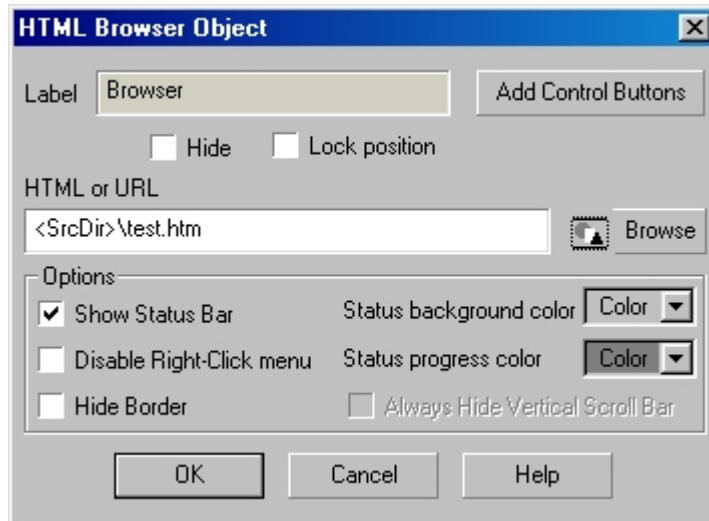 HTML Browser Object
Label Browser Add Control Buttons
Hide Lock position
HTML or URL
<SrcDir>\test.htm Browse
Options
Show Status Bar Status background color Color
Disable Right-Click menu Status progress color Color
Hide Border Always Hide Vertical Scroll Bar
OK Cancel Help